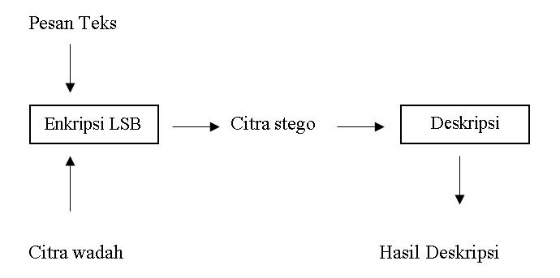 Pesan Teks
Enkripsi LSB
Citra stego
Deskripsi
Citra wadah
Hasil Deskripsi